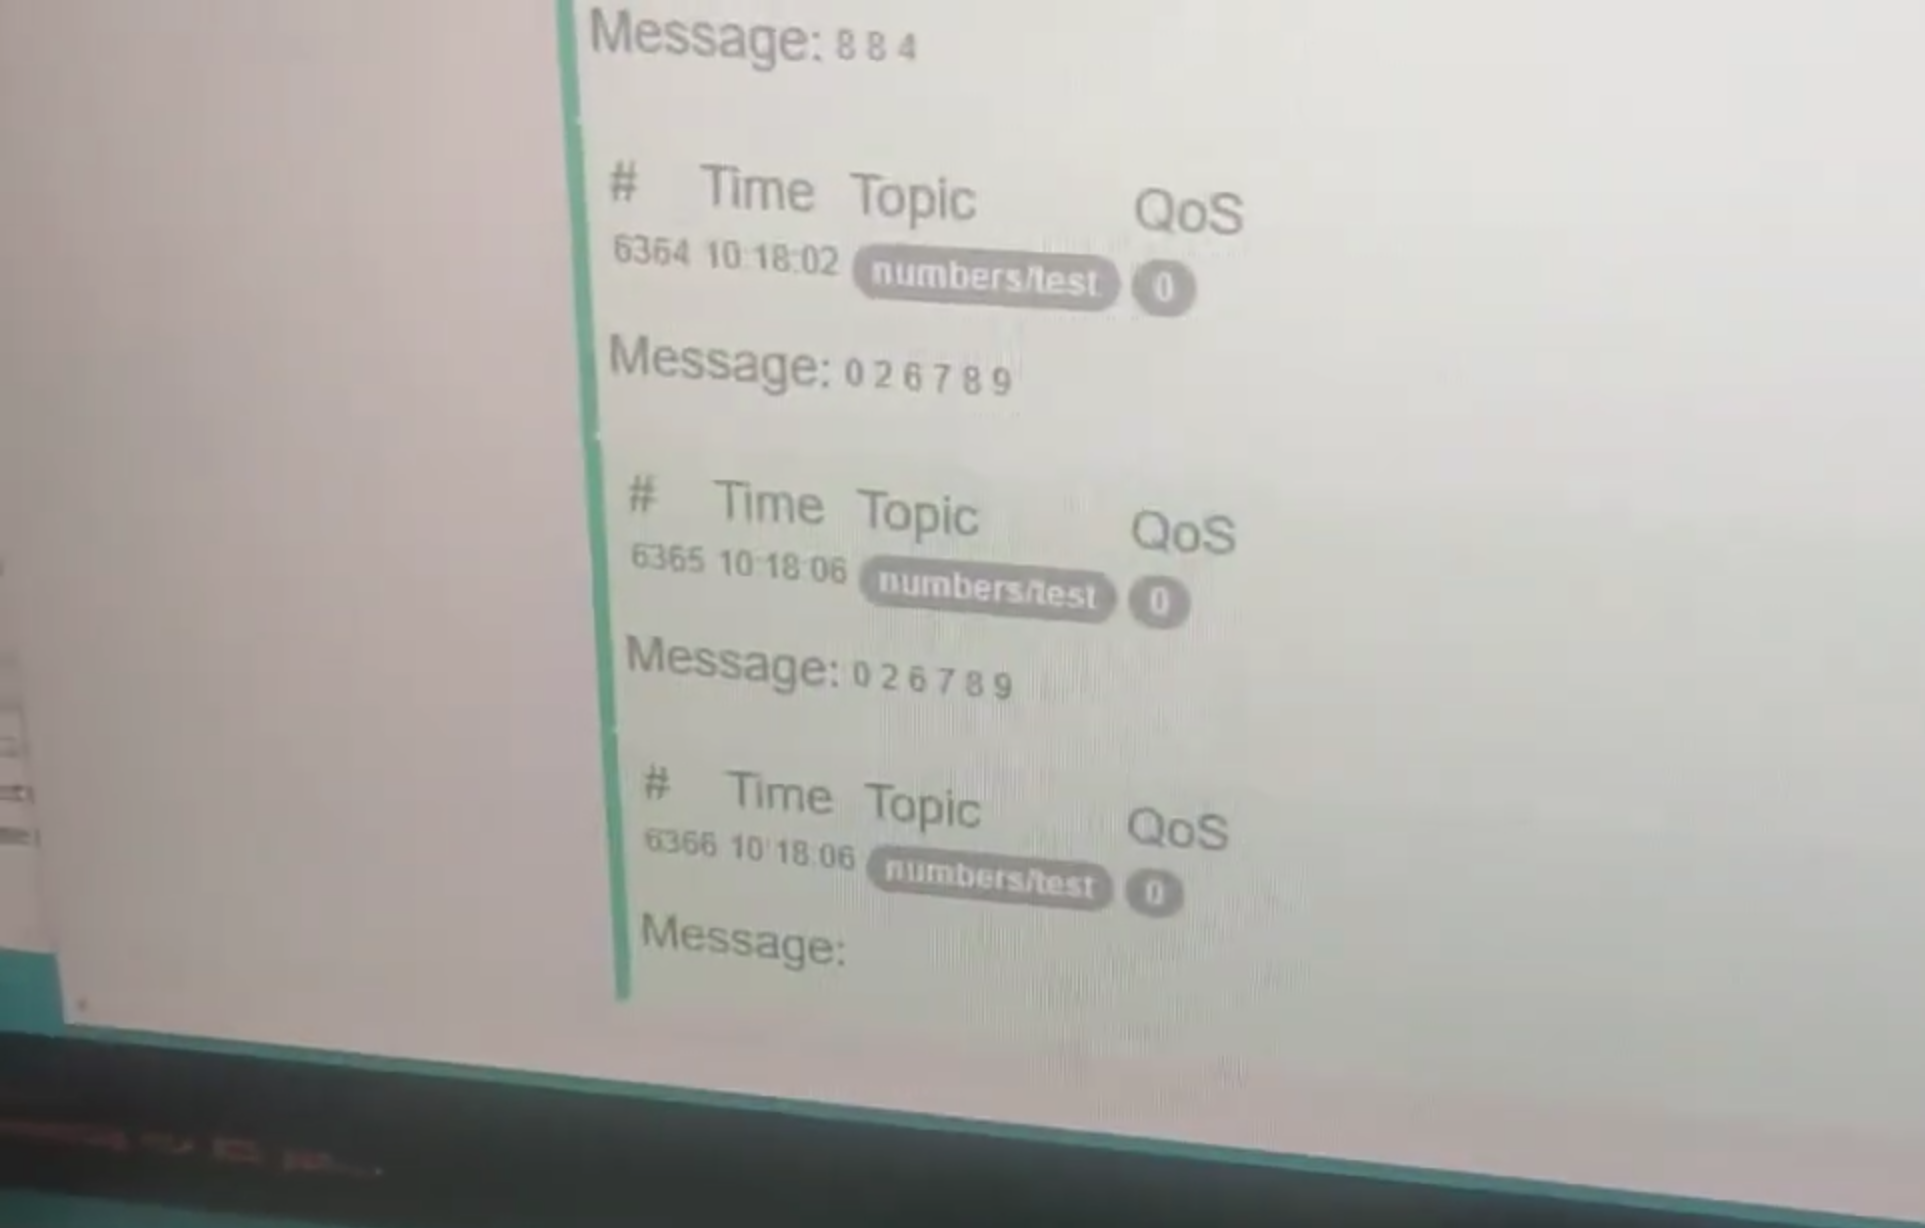 Message: 8 8 4
# Time Topic QoS
6364 10:18:02 numbers/test 0
Message: 0 2 6 7 8 9
# Time Topic QoS
6365 10:18:06 numbers/test 0
Message: 0 2 6 7 8 9
# Time Topic QoS
6366 10:18:06 numbers/test 0
Message: